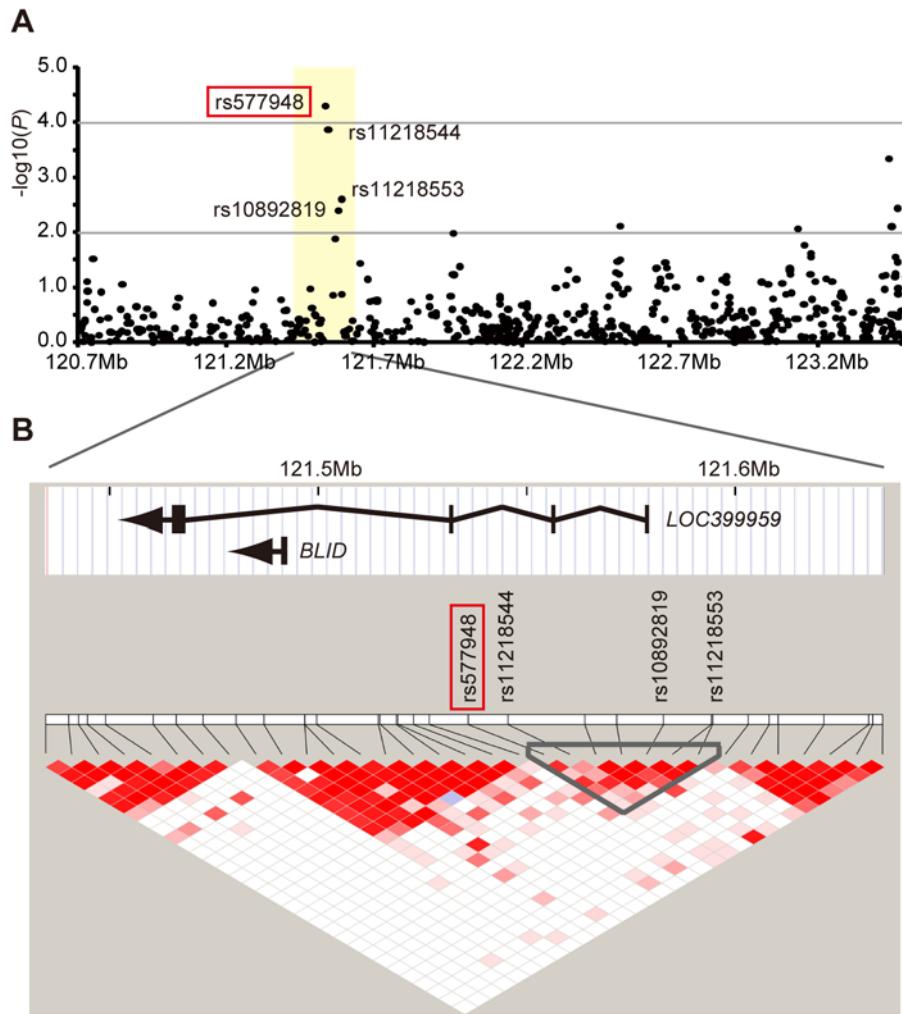 A
5.0
4.0
3.0
2.0
1.0
0.0
-log10(P)
rs577948
rs11218544
rs11218553
rs10892819
120.7Mb 121.2Mb 121.7Mb 122.2Mb 122.7Mb 123.2Mb
B
121.5Mb 121.6Mb
LOC399959
BLID
rs577948
rs11218544
rs10892819
rs11218553